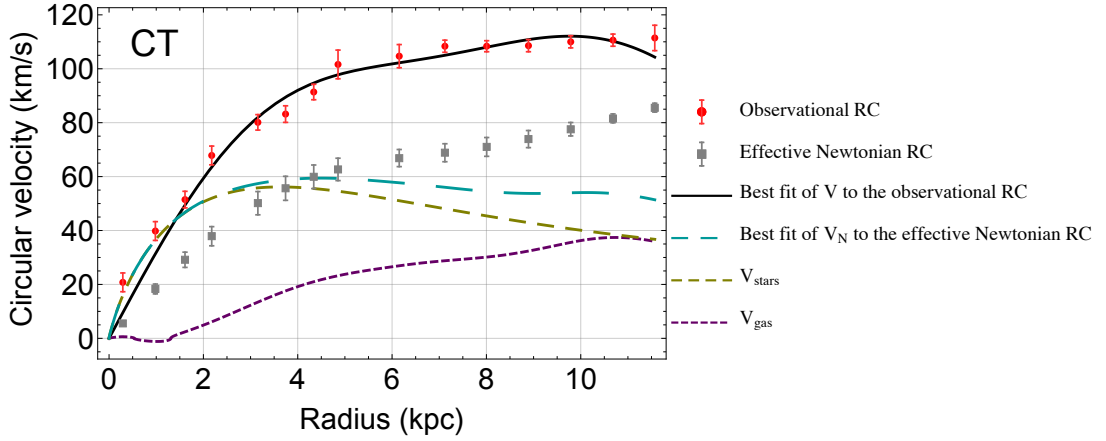 CT
Circular velocity (km/s)
120
100
80
60
40
20
0
0 2 4 6 8 10
Radius (kpc)
Observational RC
Effective Newtonian RC
Best fit of V to the observational RC
Best fit of V_N to the effective Newtonian RC
V_stars
V_gas